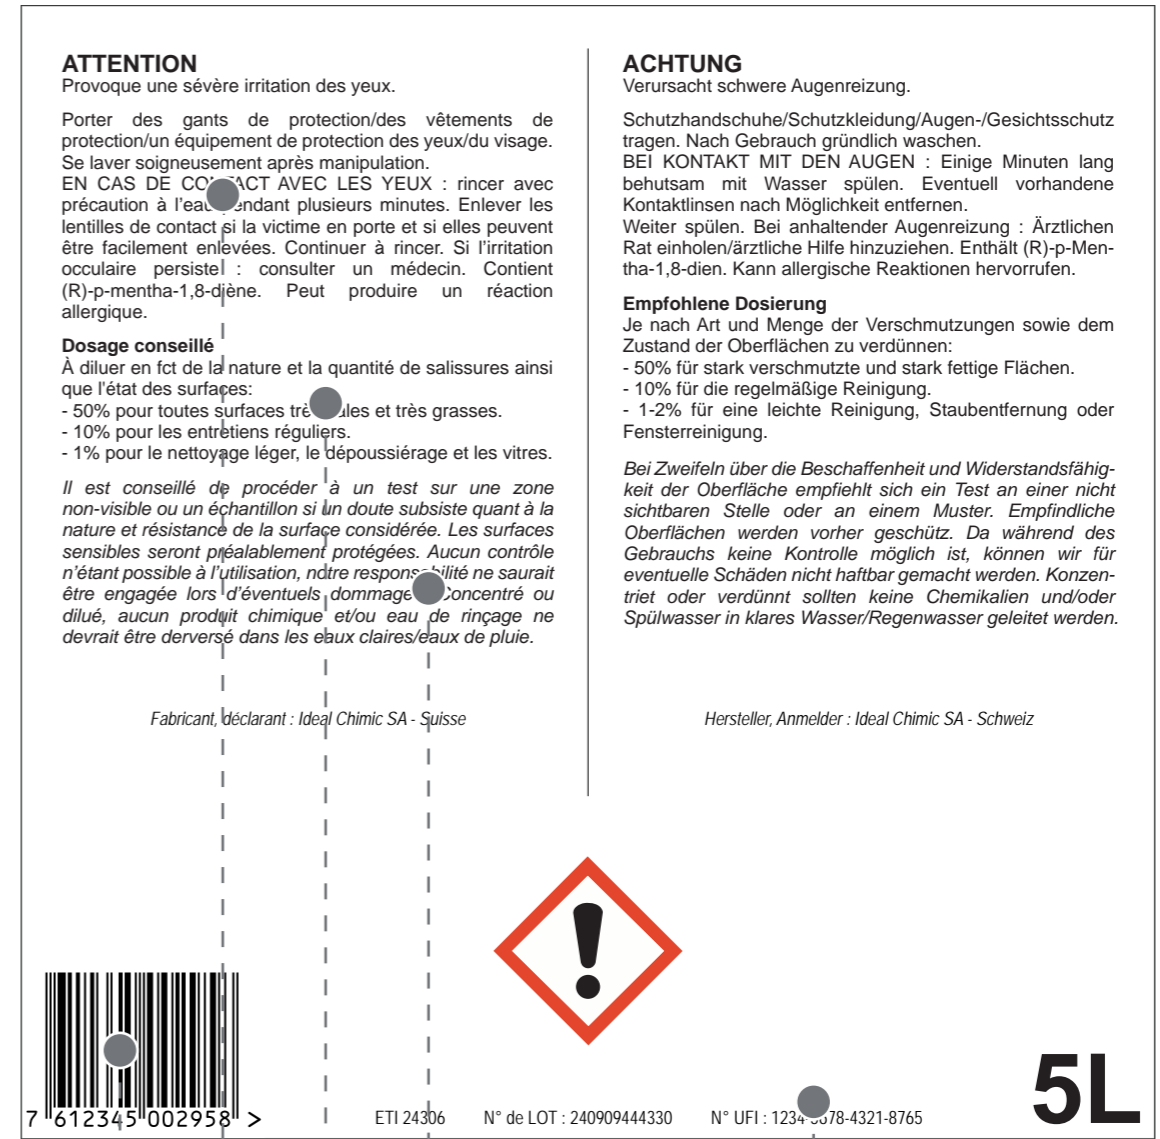 ATTENTION
Provoque une sévère irritation des yeux.
Porter des gants de protection/des vêtements de
protection/un équipement de protection des yeux/du visage.
Se laver soigneusement après manipulation.
EN CAS DE CONTACT AVEC LES YEUX : rincer avec
précaution à l'eau pendant plusieurs minutes. Enlever les
lentilles de contact si la victime en porte et si elles peuvent
être facilement enlevées. Continuer à rincer. Si l'irritation
occulaire persiste : consulter un médecin. Contient
(R)-p-mentha-1,8-diène. Peut produire un réaction
allergique.
Dosage conseillé
À diluer en fct de la nature et la quantité de salissures ainsi
que l'état des surfaces:
- 50% pour toutes surfaces très sales et très grasses.
- 10% pour les entretiens réguliers.
- 1% pour le nettoyage léger, le dépoussiérage et les vitres.
Il est conseillé de procéder à un test sur une zone
non-visible ou un échantillon si un doute subsiste quant à la
nature et résistance de la surface considérée. Les surfaces
sensibles seront préalablement protégées. Aucun contrôle
n'étant possible à l'utilisation, notre responsabilité ne saurait
être engagée lors d'éventuels dommages. Concentré ou
dilué, aucun produit chimique et/ou eau de rinçage ne
devrait être derversé dans les eaux claires/eaux de pluie.
Fabricant, déclarant : Ideal Chimic SA - Suisse
ACHTUNG
Verursacht schwere Augenreizung.
Schutzhandschuhe/Schutzkleidung/Augen-/Gesichtsschutz
tragen. Nach Gebrauch gründlich waschen.
BEI KONTAKT MIT DEN AUGEN : Einige Minuten lang
behutsam mit Wasser spülen. Eventuell vorhandene
Kontaktlinsen nach Möglichkeit entfernen.
Weiter spülen. Bei anhaltender Augenreizung : Ärztlichen
Rat einholen/ärztliche Hilfe hinzuziehen. Enthält (R)-p-Men-
tha-1,8-dien. Kann allergische Reaktionen hervorrufen.
Empfohlene Dosierung
Je nach Art und Menge der Verschmutzungen sowie dem
Zustand der Oberflächen zu verdünnen:
- 50% für stark verschmutzte und stark fettige Flächen.
- 10% für die regelmäßige Reinigung.
- 1-2% für eine leichte Reinigung, Staubentfernung oder
Fensterreinigung.
Bei Zweifeln über die Beschaffenheit und Widerstandsfähig-
keit der Oberfläche empfiehlt sich ein Test an einer nicht
sichtbaren Stelle oder an einem Muster. Empfindliche
Oberflächen werden vorher geschütz. Da während des
Gebrauchs keine Kontrolle möglich ist, können wir für
eventuelle Schäden nicht haftbar gemacht werden. Konzen-
triet oder verdünnt sollten keine Chemikalien und/oder
Spülwasser in klares Wasser/Regenwasser geleitet werden.
Hersteller, Anmelder : Ideal Chimic SA - Schweiz
7 612345 002958 >
ETI 24306 N° de LOT : 240909444330 N° UFI : 1234-5678-4321-8765
5L